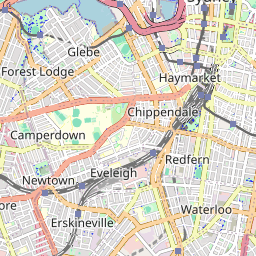 Glebe
Forest Lodge
Haymarket
Chippendale
Camperdown
Redfern
Eveleigh
Newtown
Waterloo
Erskineville